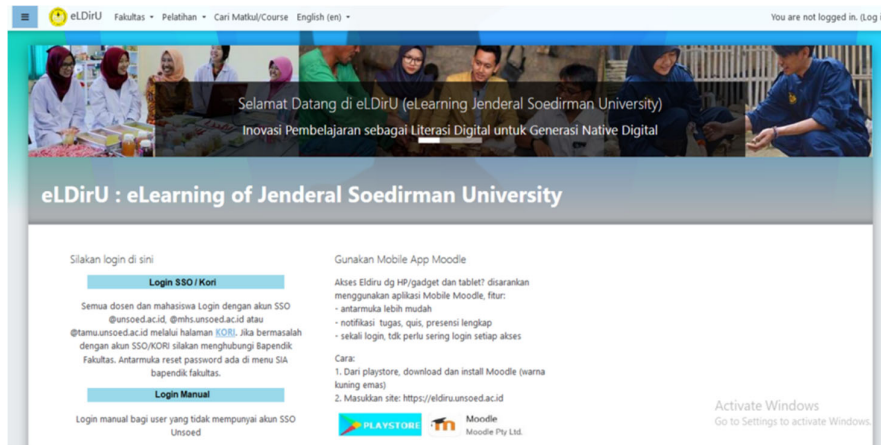 eLDirU Fakultas Pelatihan Cari Matkul/Course English (en) You are not logged in. (Log
Selamat Datang di eLDirU (eLearning Jenderal Soedirman University)
Inovasi Pembelajaran sebagai Literasi Digital untuk Generasi Native Digital
eLDirU : eLearning of Jenderal Soedirman University
Silakan login di sini
Login SSO / Kori
Semua dosen dan mahasiswa Login dengan akun SSO
@unsoed.ac.id, @mhs.unsoed.ac.id atau
@tamu.unsoed.ac.id melalui halaman KORI. Jika bermasalah
dengan akun SSO/KORI silakan menghubungi Bapendik
Fakultas. Antarmuka reset password ada di menu SIA
bapendik fakultas.
Login Manual
Login manual bagi user yang tidak mempunyai akun SSO
Unsoed
Gunakan Mobile App Moodle
Akses Eldiru dg HP/gadget dan tablet? disarankan
menggunakan aplikasi Mobile Moodle, fitur:
- antarmuka lebih mudah
- notifikasi tugas, quis, presensi lengkap
- sekali login, tdk perlu sering login setiap akses
Cara:
1. Dari playstore, download dan install Moodle (warna
kuning emas)
2. Masukkan site: https://eldiru.unsoed.ac.id
PLAYSTORE
Moodle
Moodle Pty Ltd.
Activate Windows
Go to Settings to activate Windows.